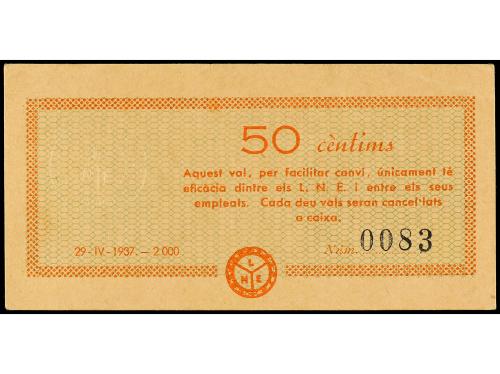 50 cèntims
Aquest val, per facilitar canvi, únicament té
eficàcia dintre els L. N. E. i entre els seus
empleats. Cada deu vals seran cancel'lats
a caixa.
29-IV-1937. — 2 000
Núm. 0083
L
N E